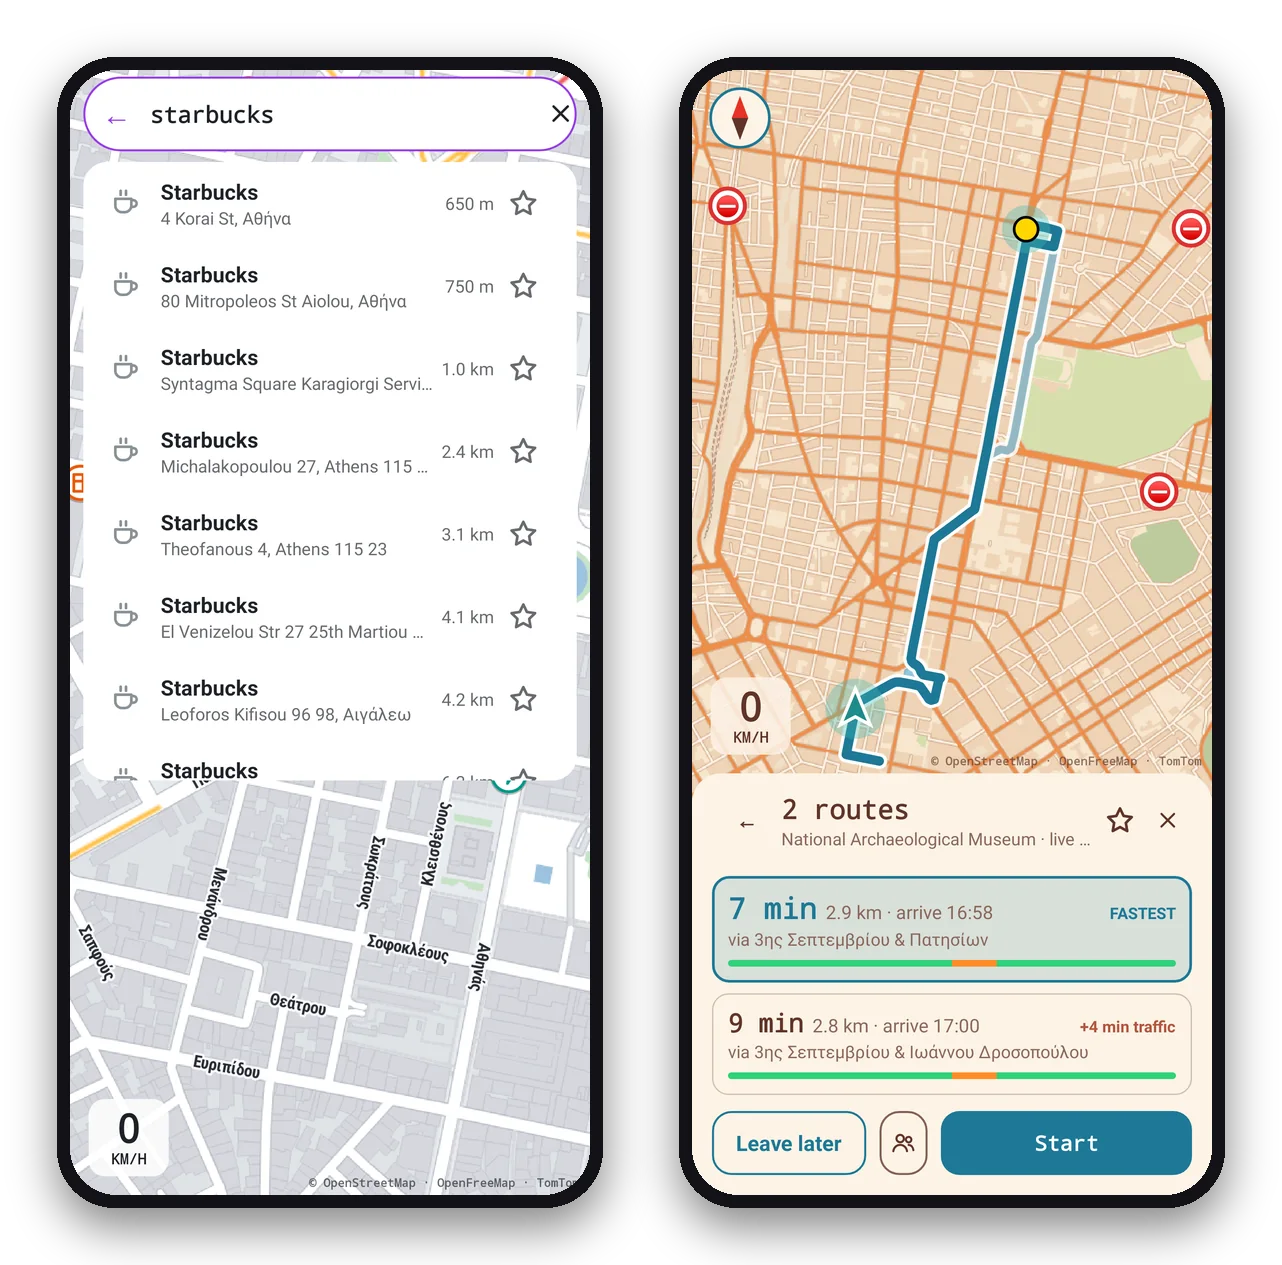 starbucks
Starbucks
650 m
4 Korai St, Αθήνα
Starbucks
750 m
80 Mitropoleos St Aiolou, Αθήνα
Starbucks
1.0 km
Syntagma Square Karagiorgi Servi...
Starbucks
2.4 km
Michalakopoulou 27, Athens 115 ...
Starbucks
3.1 km
Theofanous 4, Athens 115 23
Starbucks
4.1 km
El Venizelou Str 27 25th Martiou ...
Starbucks
4.2 km
Leoforos Kifisou 96 98, Αιγάλεω
Starbucks
Κλεισθένους
Σωκράτους
Μενάνδρου
Σαπφούς
Σοφοκλέους
Αθηνάς
Θεάτρου
Ευριπίδου
0
KM/H
© OpenStreetMap · OpenFreeMap · TomTom
0
KM/H
© OpenStreetMap · OpenFreeMap · TomTom
2 routes
National Archaeological Museum · live ...
7 min 2.9 km · arrive 16:58
FASTEST
via 3ης Σεπτεμβρίου & Πατησίων
9 min 2.8 km · arrive 17:00
+4 min traffic
via 3ης Σεπτεμβρίου & Ιωάννου Δροσοπούλου
Leave later
Start